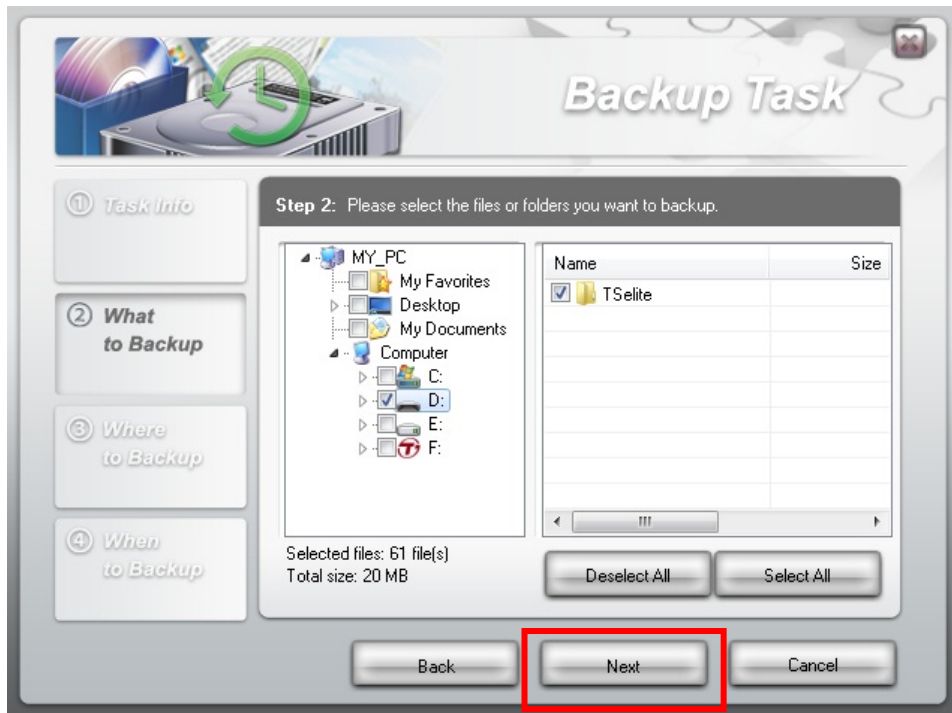 Backup Task
① Task Info
Step 2: Please select the files or folders you want to backup.
MY_PC
My Favorites
Desktop
My Documents
Computer
C:
D:
E:
F:
Name Size
TSelite
② What
to Backup
③ Where
to Backup
④ When
to Backup
Selected files: 61 file(s)
Total size: 20 MB
Deselect All
Select All
Back
Next
Cancel